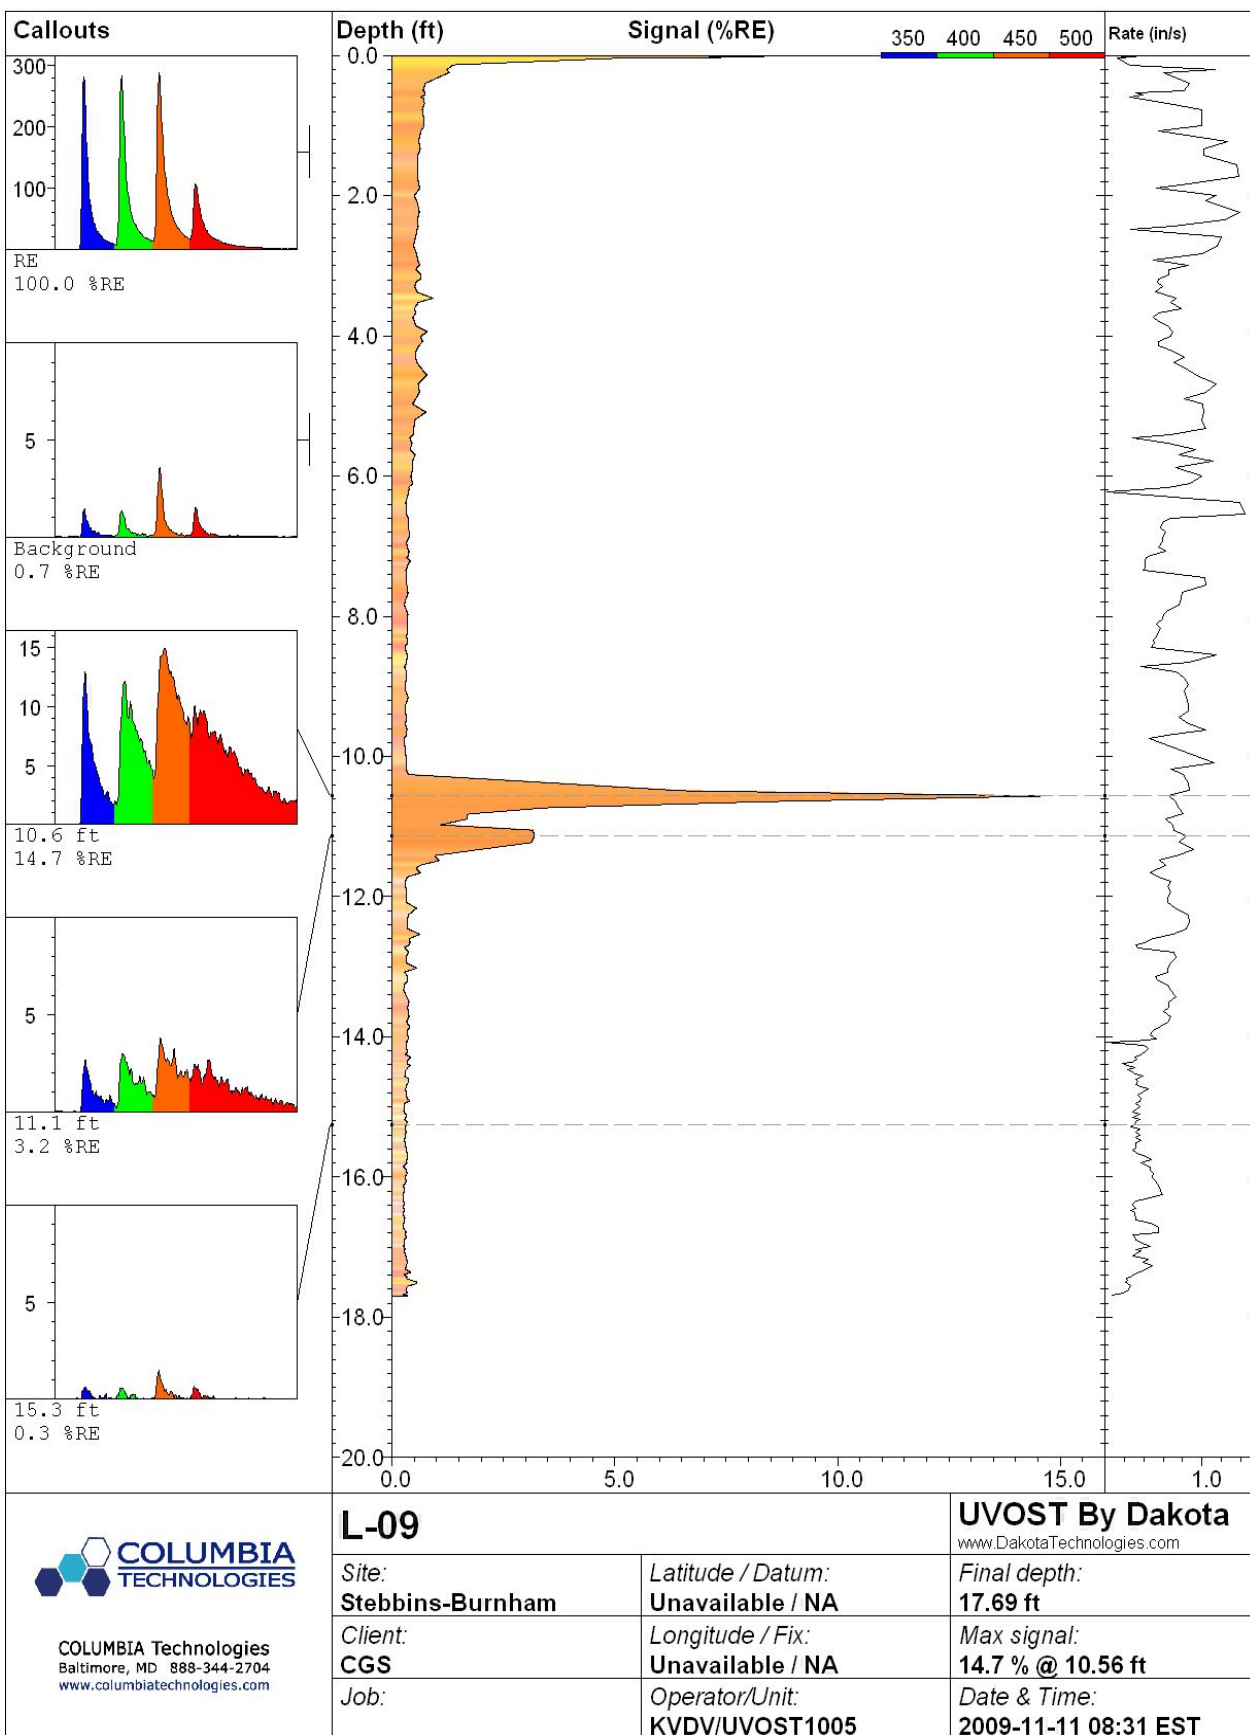 Callouts
Depth (ft)
Signal (%RE)
350 400 450 500
Rate (in/s)
300
200
100
RE
100.0 %RE
5
Background
0.7 %RE
15
10
5
10.6 ft
14.7 %RE
5
11.1 ft
3.2 %RE
5
15.3 ft
0.3 %RE
0.0
2.0
4.0
6.0
8.0
10.0
12.0
14.0
16.0
18.0
20.0
0.0 5.0 10.0 15.0
1.0
COLUMBIA
TECHNOLOGIES
COLUMBIA Technologies
Baltimore, MD 888-344-2704
www.columbiatechnologies.com
L-09
UVOST By Dakota
www.DakotaTechnologies.com
Site:
Stebbins-Burnham
Latitude / Datum:
Unavailable / NA
Final depth:
17.69 ft
Client:
CGS
Longitude / Fix:
Unavailable / NA
Max signal:
14.7 % @ 10.56 ft
Job:
Operator/Unit:
KVDV/UVOST1005
Date & Time:
2009-11-11 08:31 EST